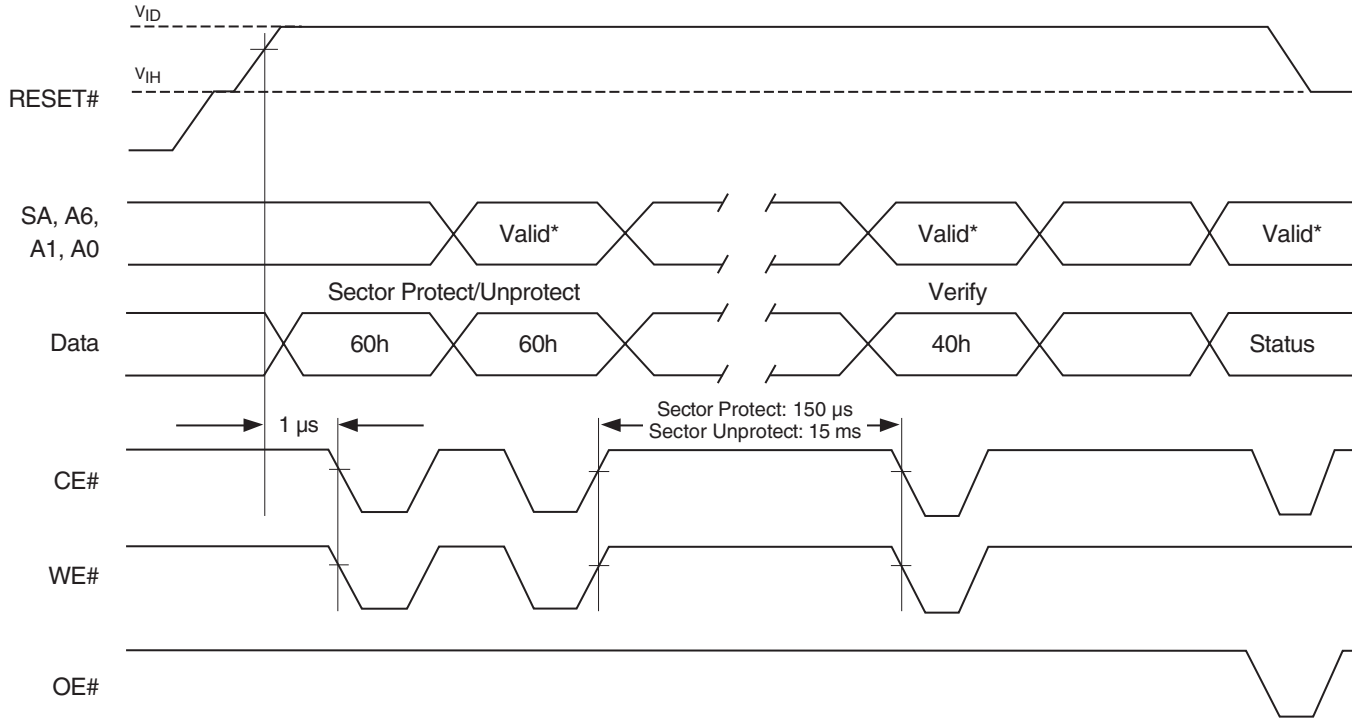 VID
VIH
RESET#
SA, A6,
A1, A0
Valid*
Valid*
Valid*
Sector Protect/Unprotect
Verify
Data
60h
60h
40h
Status
1 µs
Sector Protect: 150 µs
Sector Unprotect: 15 ms
CE#
WE#
OE#